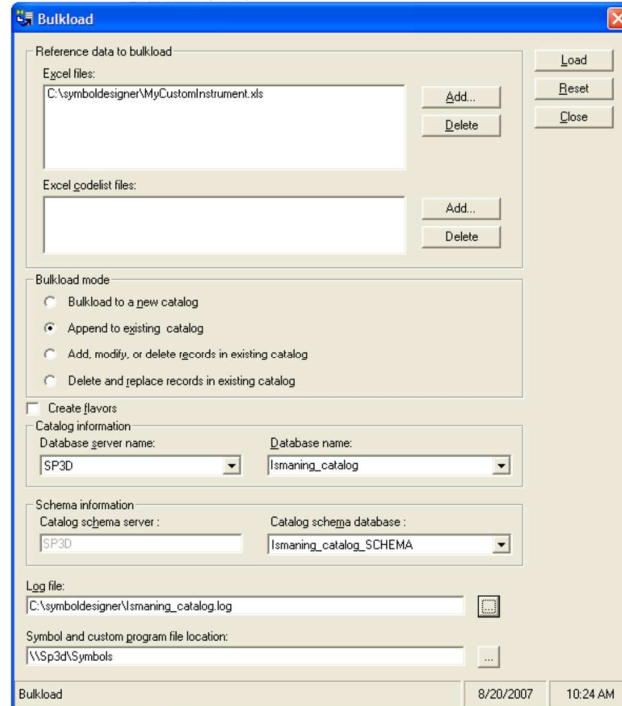 Bulkload
Reference data to bulkload
Load
Excel files:
C:\symboldesigner\MyCustomInstrument.xls
Add...
Reset
Delete
Close
Excel codelist files:
Add...
Delete
Bulkload mode
Bulkload to a new catalog
Append to existing catalog
Add, modify, or delete records in existing catalog
Delete and replace records in existing catalog
Create flavors
Catalog information
Database server name:
Database name:
SP3D
Ismaning_catalog
Schema information
Catalog schema server :
Catalog schema database :
SP3D
Ismaning_catalog_SCHEMA
Log file:
C:\symboldesigner\Ismaning_catalog.log
...
Symbol and custom program file location:
\\Sp3d\Symbols
...
Bulkload
8/20/2007
10:24 AM